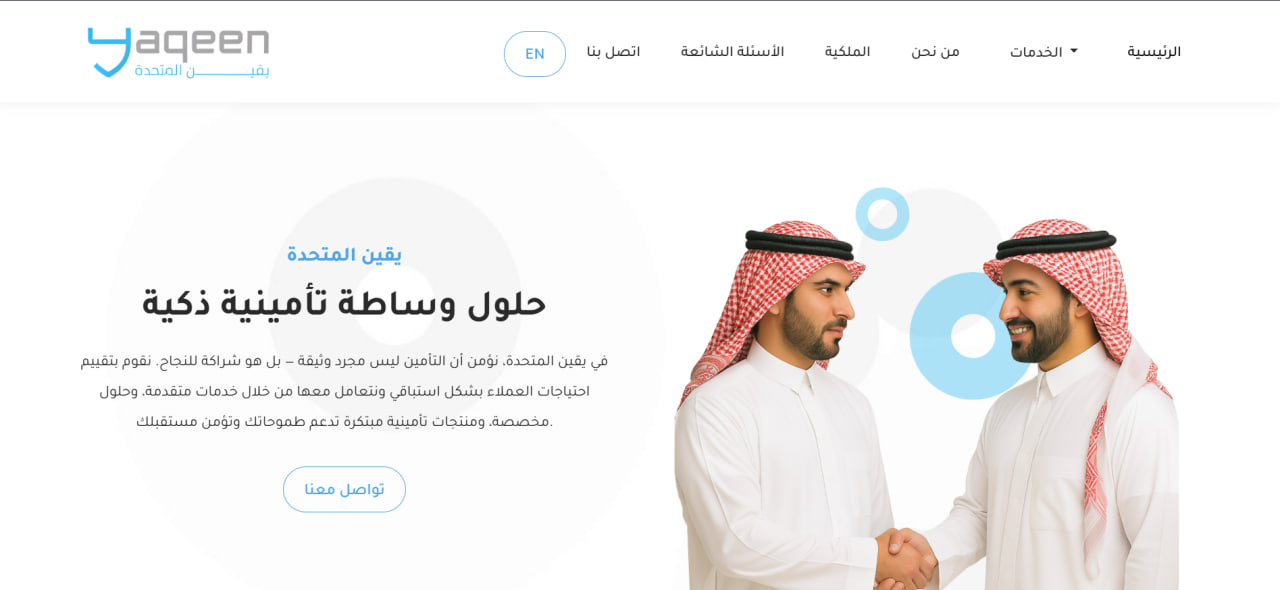 الرئيسية
الخدمات
من نحن
الملكية
الأسئلة الشائعة
اتصل بنا
EN
yaqeen
يقين المتحدة
يقين المتحدة
حلول وساطة تأمينية ذكية
في يقين المتحدة، نؤمن أن التأمين ليس مجرد وثيقة – بل هو شراكة للنجاح. نقوم بتقييم
احتياجات العملاء بشكل استباقي ونتعامل معها من خلال خدمات متقدمة، وحلول
مخصصة، ومنتجات تأمينية مبتكرة تدعم طموحاتك وتؤمن مستقبلك.
تواصل معنا